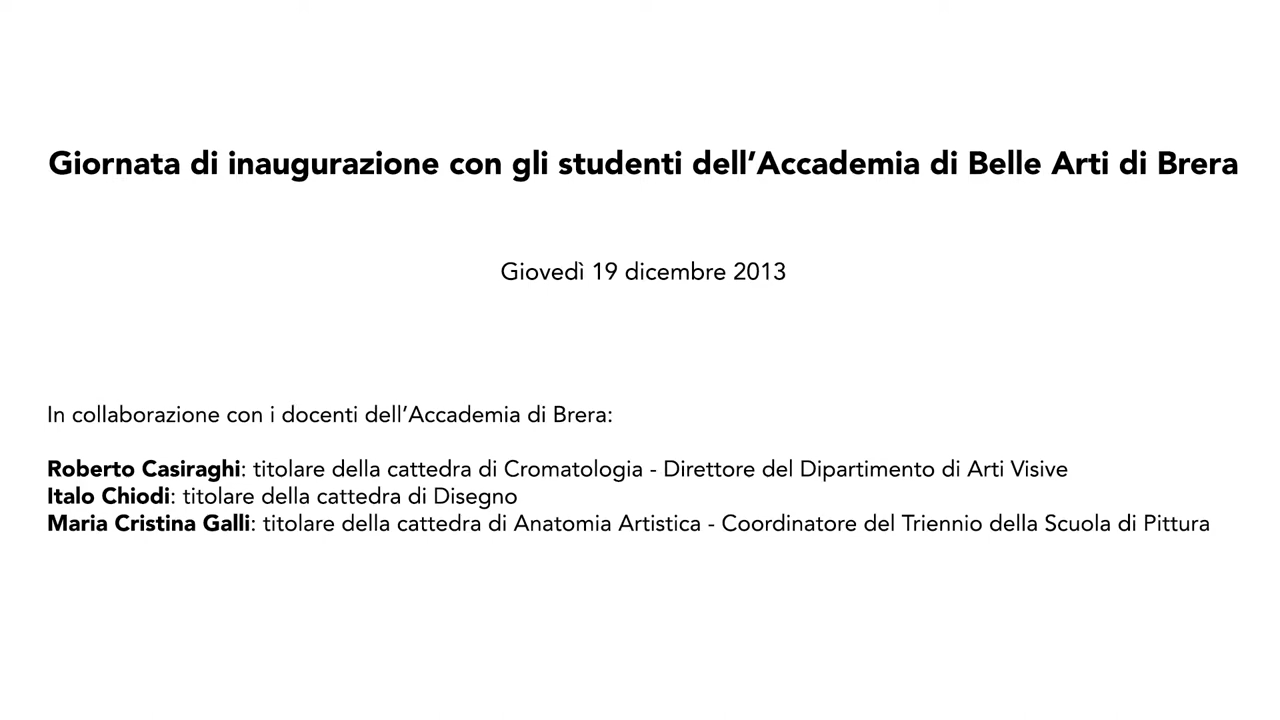 Giornata di inaugurazione con gli studenti dell’Accademia di Belle Arti di Brera
Giovedì 19 dicembre 2013
In collaborazione con i docenti dell’Accademia di Brera:
Roberto Casiraghi: titolare della cattedra di Cromatologia - Direttore del Dipartimento di Arti Visive
Italo Chiodi: titolare della cattedra di Disegno
Maria Cristina Galli: titolare della cattedra di Anatomia Artistica - Coordinatore del Triennio della Scuola di Pittura